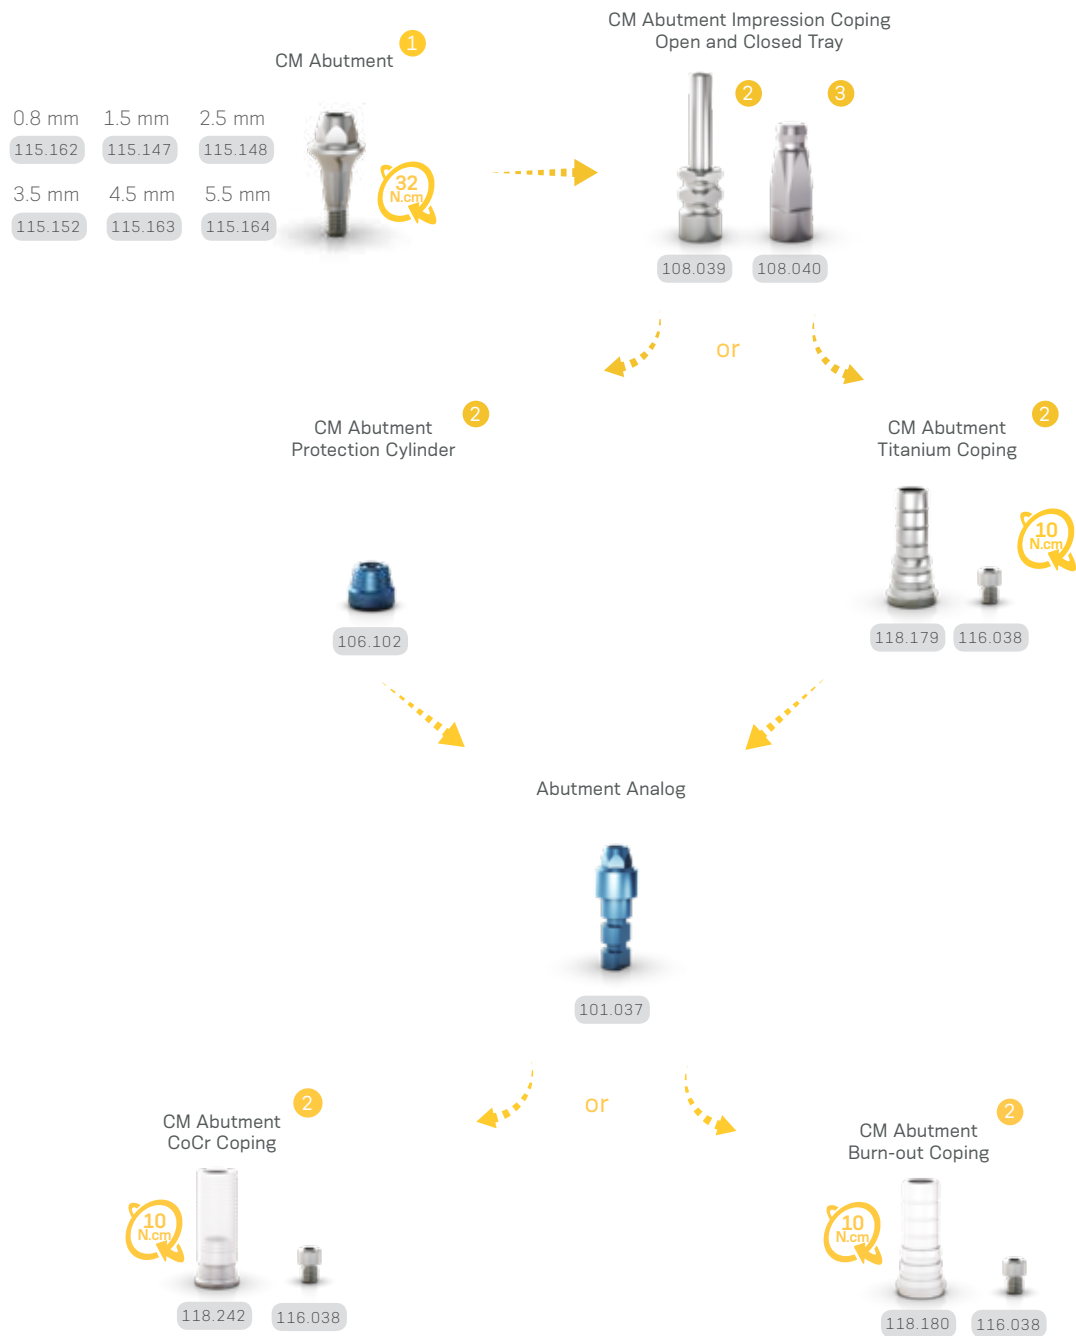 CM Abutment Impression Coping
Open and Closed Tray
1
CM Abutment
2
3
0.8 mm 1.5 mm 2.5 mm
115.162 115.147 115.148
32
N.cm
3.5 mm 4.5 mm 5.5 mm
115.152 115.163 115.164
108.039 108.040
or
2
CM Abutment
Protection Cylinder
2
CM Abutment
Titanium Coping
10
N.cm
106.102
118.179 116.038
Abutment Analog
101.037
or
2
CM Abutment
CoCr Coping
2
CM Abutment
Burn-out Coping
10
N.cm
10
N.cm
118.242 116.038
118.180 116.038